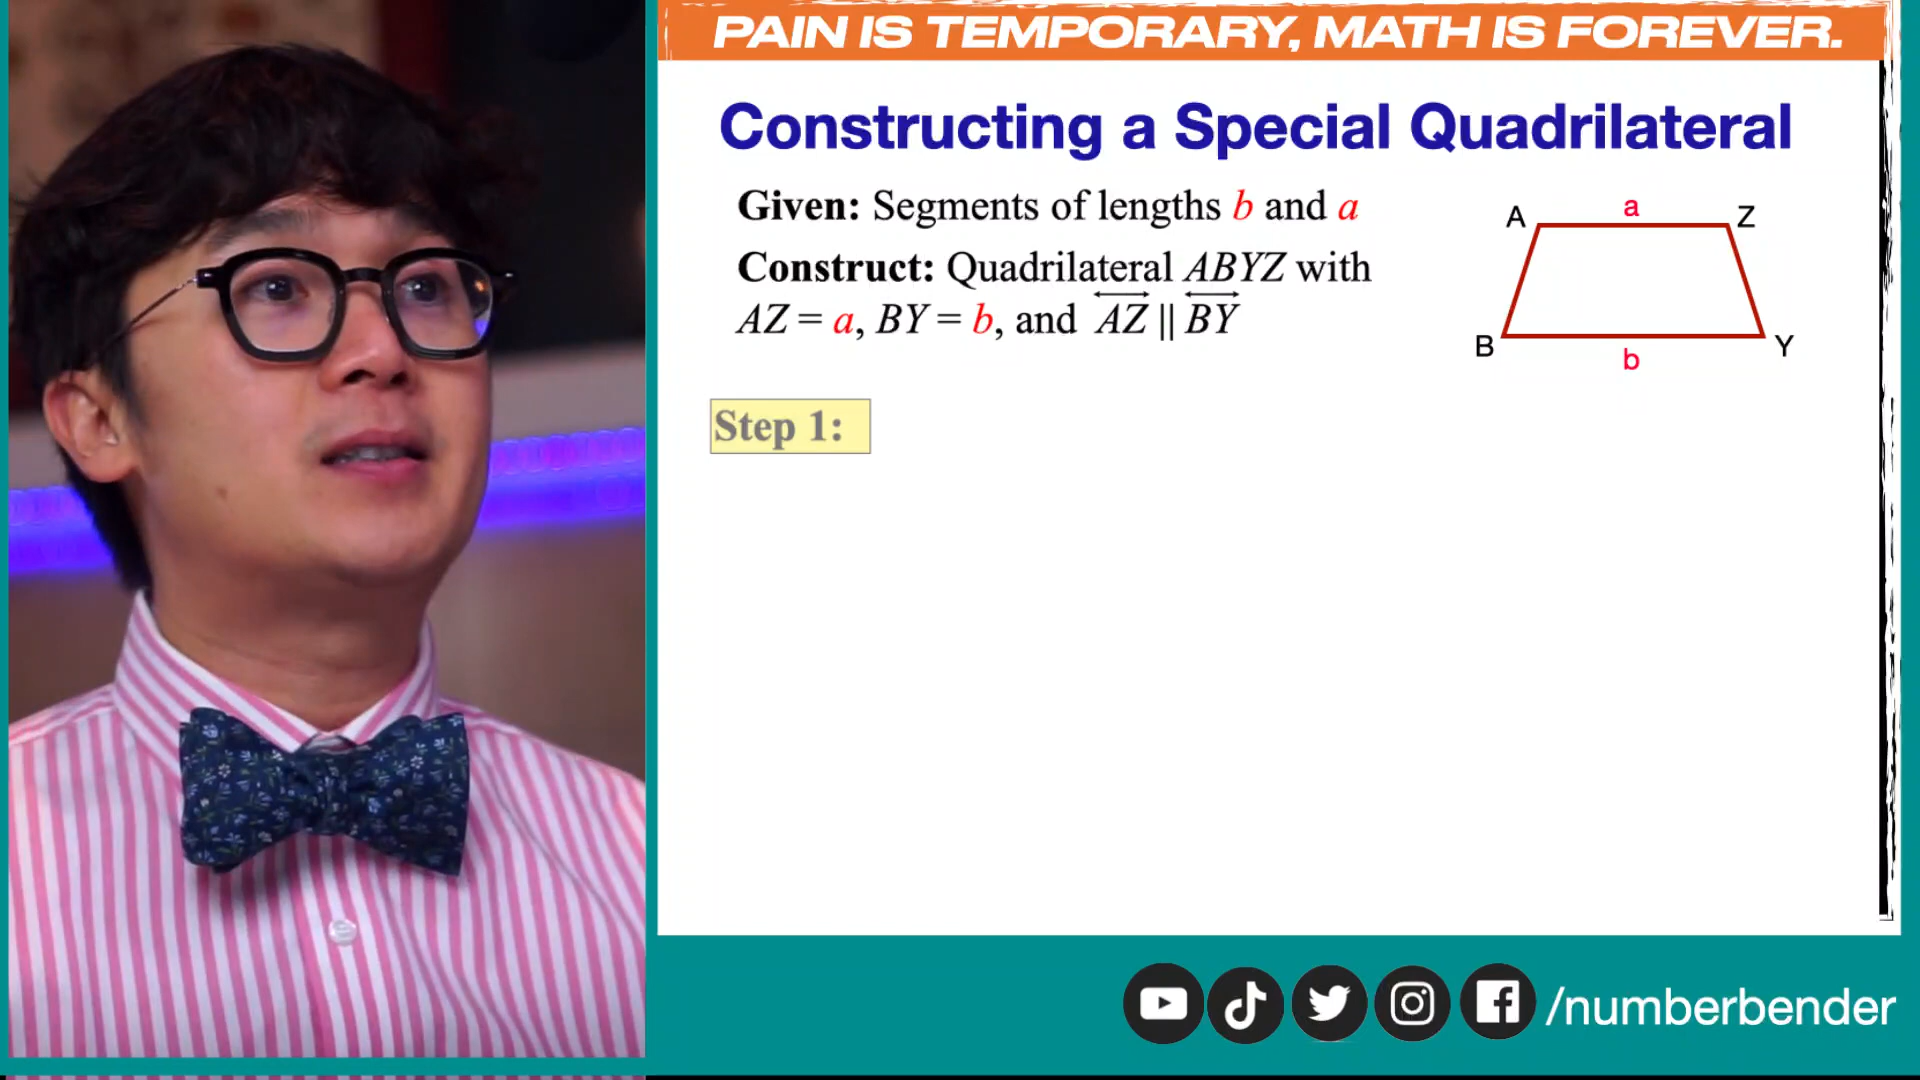 PAIN IS TEMPORARY, MATH IS FOREVER.
Constructing a Special Quadrilateral
Given: Segments of lengths b and a
Construct: Quadrilateral ABYZ with
AZ = a, BY = b, and AZ || BY
A a Z
B b Y
Step 1:
/numberbender